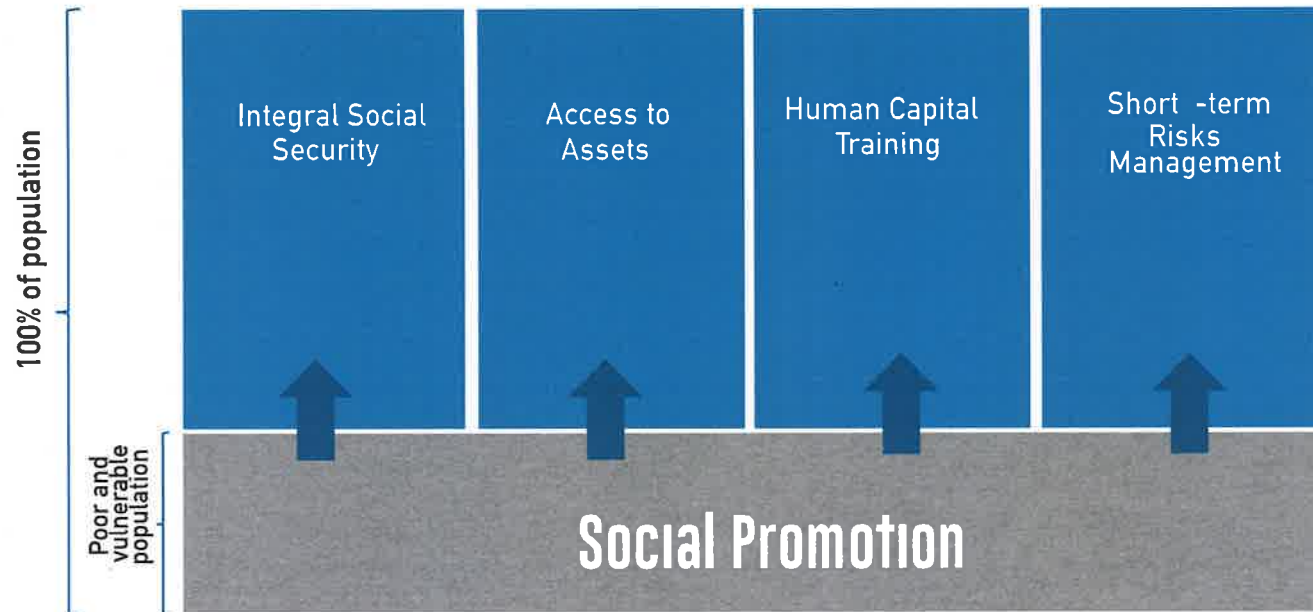 100% of population
Poor and
vulnerable
population
Integral Social
Security
Access to
Assets
Human Capital
Training
Short -term
Risks
Management
Social Promotion